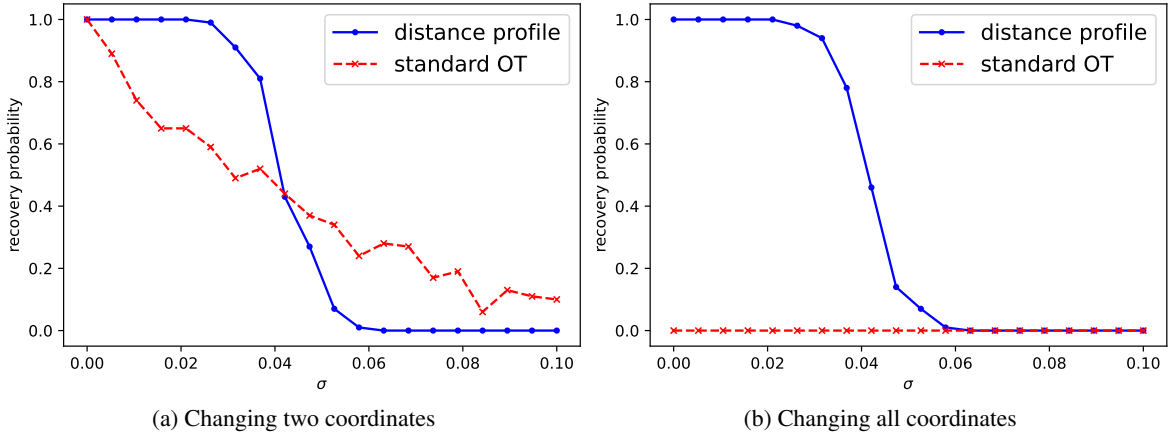 1.0
0.8
0.6
0.4
0.2
0.0
recovery probability
distance profile
standard OT
0.00
0.02
0.04
0.06
0.08
0.10
σ
(a) Changing two coordinates
1.0
0.8
0.6
0.4
0.2
0.0
recovery probability
distance profile
standard OT
0.00
0.02
0.04
0.06
0.08
0.10
σ
(b) Changing all coordinates